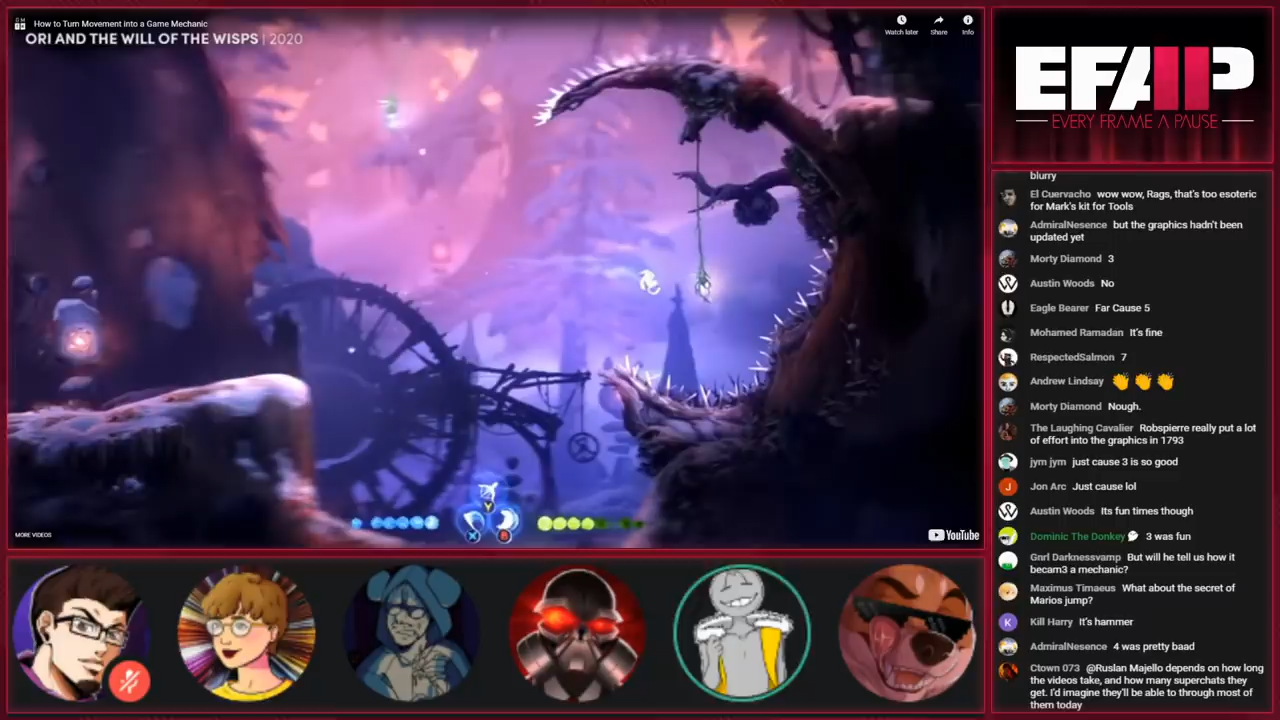 How to Turn Movement into a Game Mechanic
ORI AND THE WILL OF THE WISPS | 2020
Watch later
Share
Info
MORE VIDEOS
YouTube
Y
X
B
EFAP
EVERY FRAME A PAUSE
blurry
El Cuervacho wow wow, Rags, that's too esoteric
for Mark's kit for Tools
AdmiralNesence but the graphics hadn't been
updated yet
Morty Diamond 3
Austin Woods No
Eagle Bearer Far Cause 5
Mohamed Ramadan It's fine
RespectedSalmon 7
Andrew Lindsay 👏 👏 👏
Morty Diamond Nough.
The Laughing Cavalier Robspierre really put a lot
of effort into the graphics in 1793
jym jym just cause 3 is so good
J
Jon Arc Just cause lol
Austin Woods Its fun times though
Dominic The Donkey 3 was fun
Gnrl Darknessvamp But will he tell us how it
becam3 a mechanic?
Maximus Timaeus What about the secret of
Marios jump?
K
Kill Harry It's hammer
AdmiralNesence 4 was pretty baad
Ctown 073 @Ruslan Majello depends on how long
the videos take, and how many superchats they
get. I'd imagine they'll be able to through most of
them today